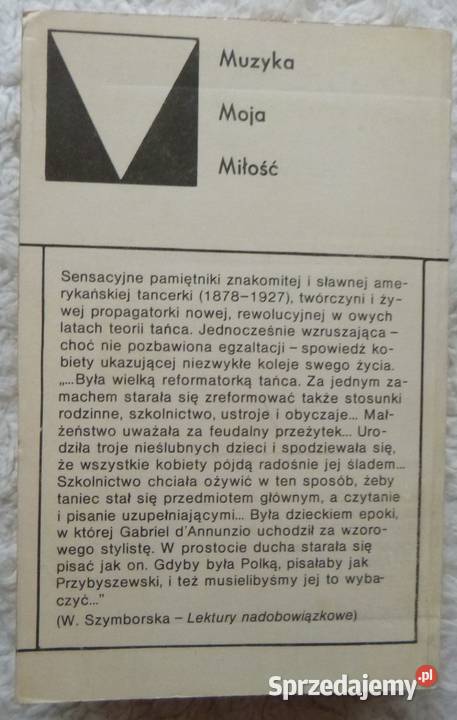 Muzyka
Moja
Miłość
Sensacyjne pamiętniki znakomitej i sławnej ame-
rykańskiej tancerki (1878–1927), twórczyni i ży-
wej propagatorki nowej, rewolucyjnej w owych
latach teorii tańca. Jednocześnie wzruszająca –
choć nie pozbawiona egzaltacji – spowiedź ko-
biety ukazującej niezwykłe koleje swego życia.
„...Była wielką reformatorką tańca. Za jednym za-
machem starała się zreformować także stosunki
rodzinne, szkolnictwo, ustroje i obyczaje... Mał-
żeństwo uważała za feudalny przeżytek... Uro-
dziła troje nieślubnych dzieci i spodziewała się,
że wszystkie kobiety pójdą radośnie jej śladem...
Szkolnictwo chciała ożywić w ten sposób, żeby
taniec stał się przedmiotem głównym, a czytanie
i pisanie uzupełniającymi... Była dzieckiem epoki,
w której Gabriel d'Annunzio uchodził za wzoro-
wego stylistę. W prostocie ducha starała się
pisać jak on. Gdyby była Polką, pisałaby jak
Przybyszewski, i też musielibyśmy jej to wyba-
czyć..."
(W. Szymborska – Lektury nadobowiązkowe)
Sprzedajemy.pl